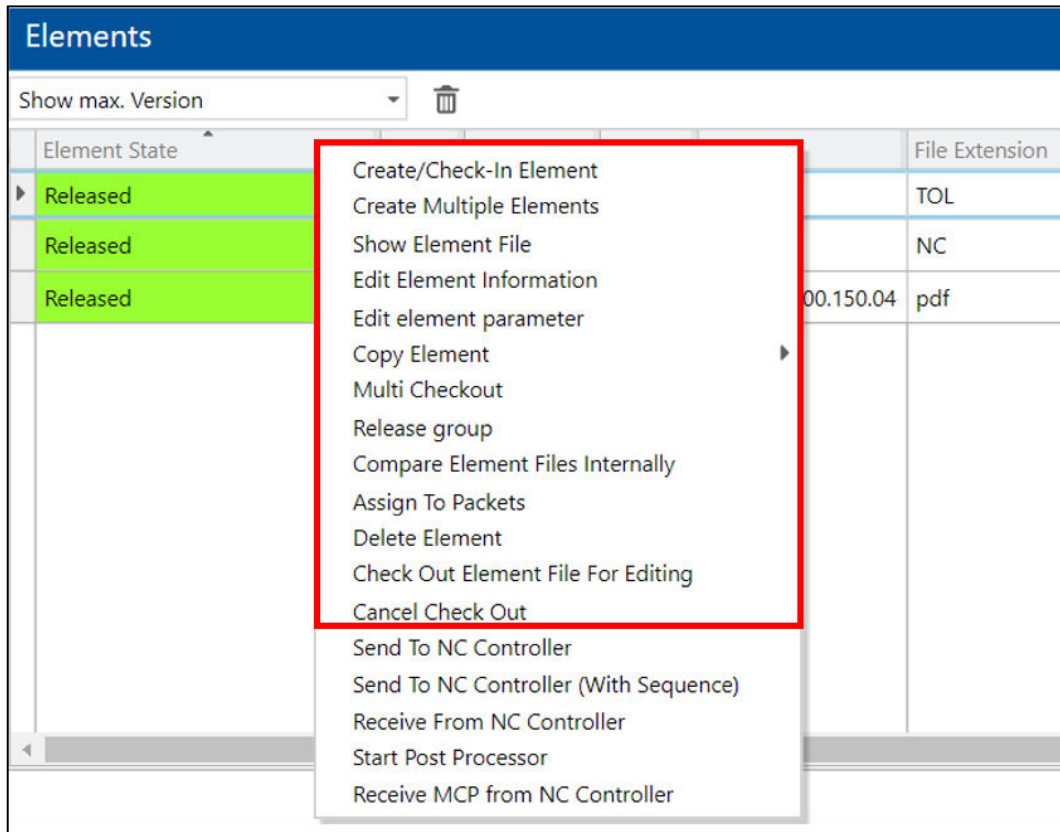 Elements
Show max. Version
Element State
File Extension
Released
TOL
Released
NC
Released
00.150.04
pdf
Create/Check-In Element
Create Multiple Elements
Show Element File
Edit Element Information
Edit element parameter
Copy Element
Multi Checkout
Release group
Compare Element Files Internally
Assign To Packets
Delete Element
Check Out Element File For Editing
Cancel Check Out
Send To NC Controller
Send To NC Controller (With Sequence)
Receive From NC Controller
Start Post Processor
Receive MCP from NC Controller